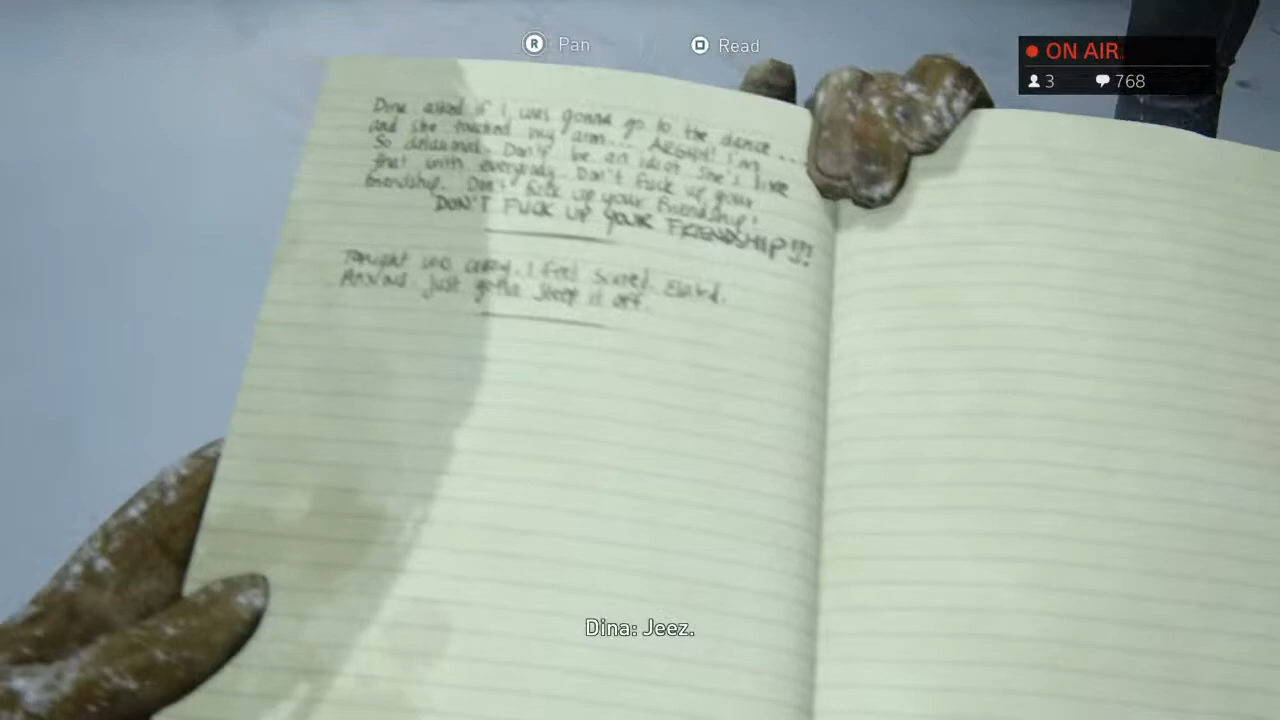 R Pan
Read
ON AIR
3 768
Dina asked if I was gonna go to the dance...
and she touched my arm... ARGGH! I'm
so delusional. Don't be an idiot she's like
that with everybody. Don't fuck up your
friendship. Don't fuck up your friendship!
DON'T FUCK UP YOUR FRIENDSHIP!!!
Tonight was crazy. I feel Scared. Elated.
Anxious. Just gotta sleep it off.
Dina: Jeez.